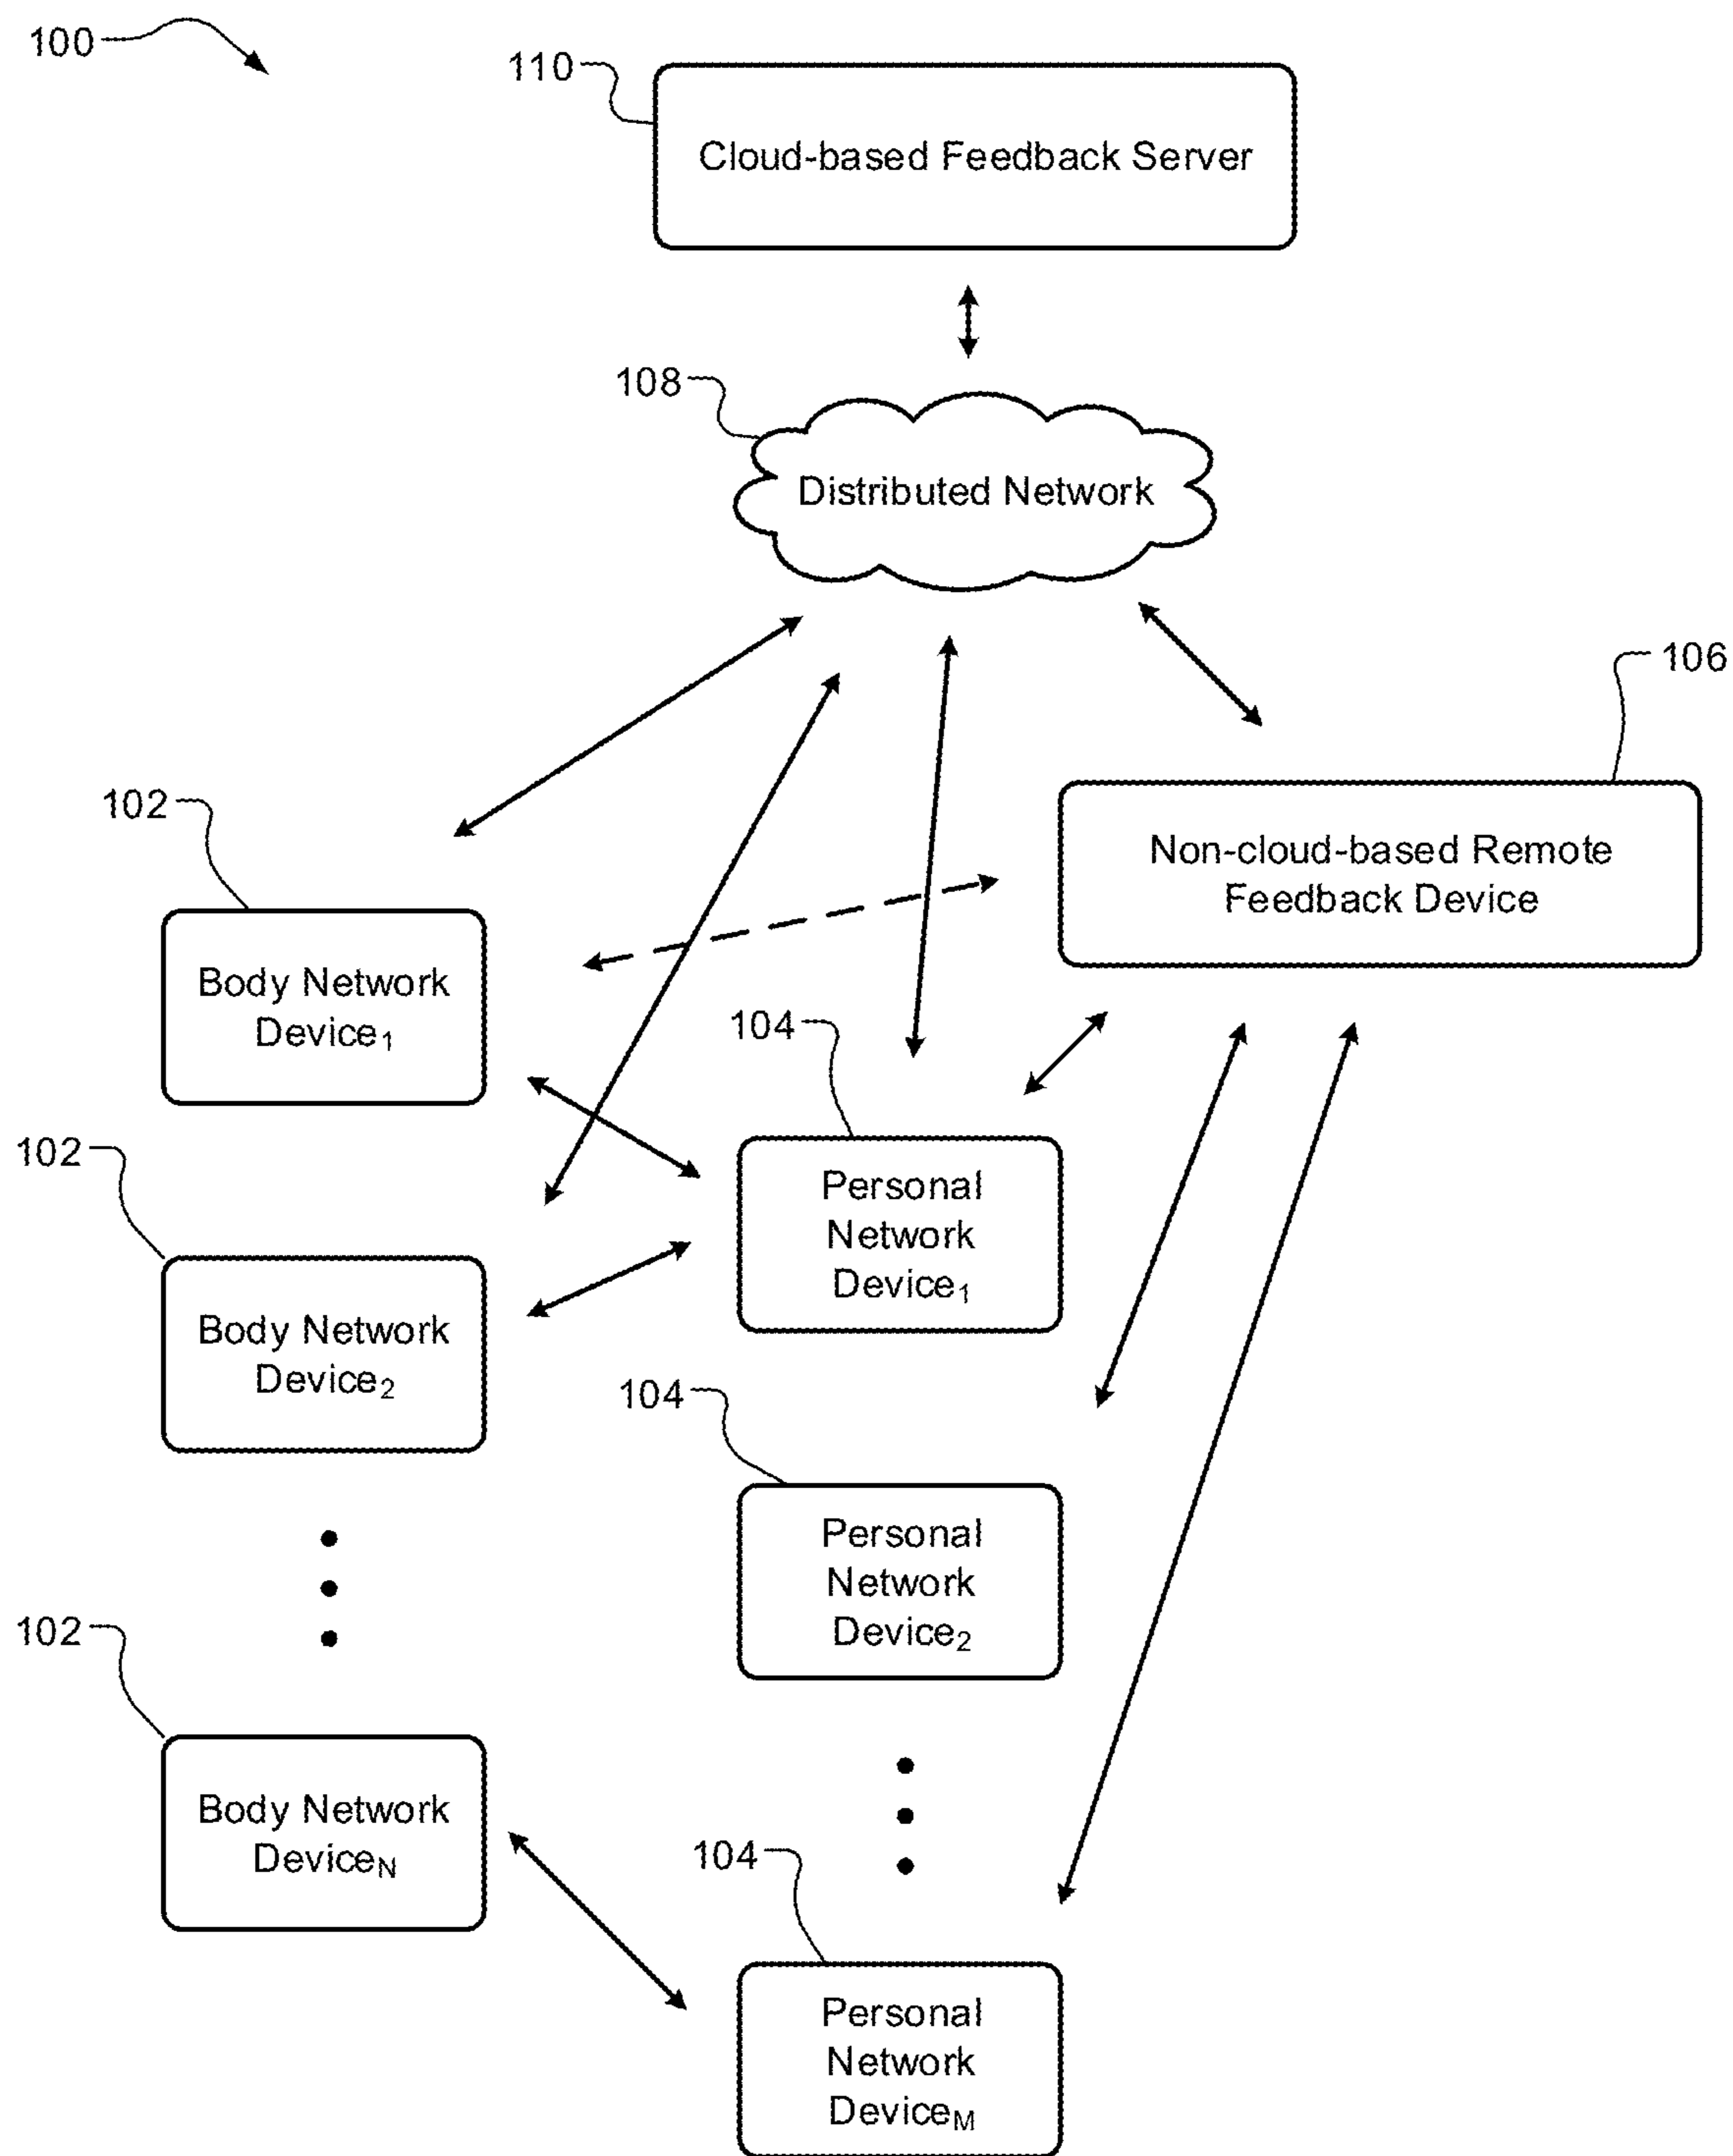 100
110
Cloud-based Feedback Server
108
Distributed Network
106
Non-cloud-based Remote
Feedback Device
102
Body Network
Device₁
104
Personal
Network
Device₁
102
Body Network
Device₂
104
Personal
Network
Device₂
102
Body Network
Device_N
104
Personal
Network
Device_M